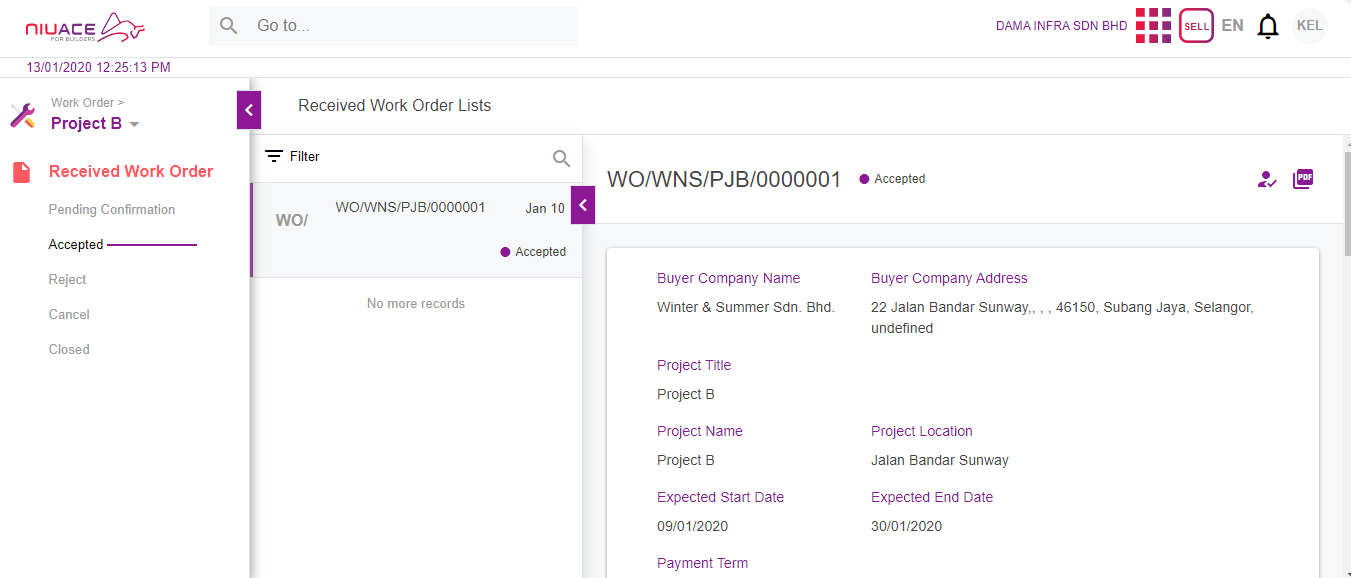 NIUACE
FOR BUILDERS
Go to...
DAMA INFRA SDN BHD
SELL
EN
KEL
13/01/2020 12:25:13 PM
Work Order >
Project B
Received Work Order
Pending Confirmation
Accepted
Reject
Cancel
Closed
Received Work Order Lists
Filter
WO/
WO/WNS/PJB/0000001
Jan 10
Accepted
No more records
WO/WNS/PJB/0000001
Accepted
PDF
Buyer Company Name
Winter & Summer Sdn. Bhd.
Buyer Company Address
22 Jalan Bandar Sunway,, , , 46150, Subang Jaya, Selangor,
undefined
Project Title
Project B
Project Name
Project B
Project Location
Jalan Bandar Sunway
Expected Start Date
09/01/2020
Expected End Date
30/01/2020
Payment Term